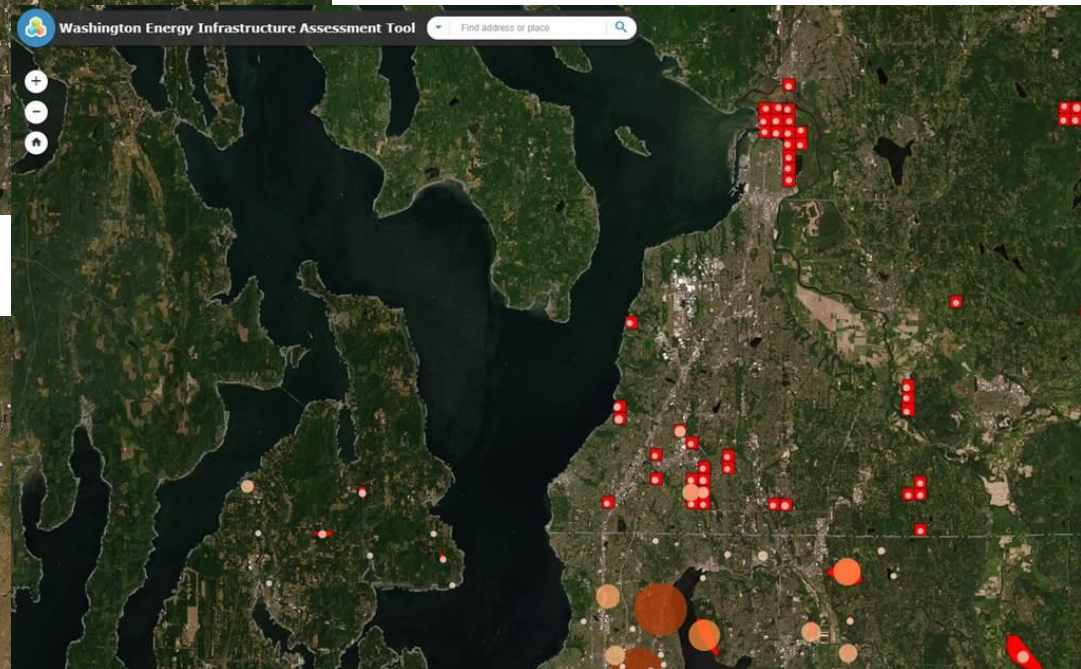 Washington Energy Infrastructure Assessment Tool
Find address or place